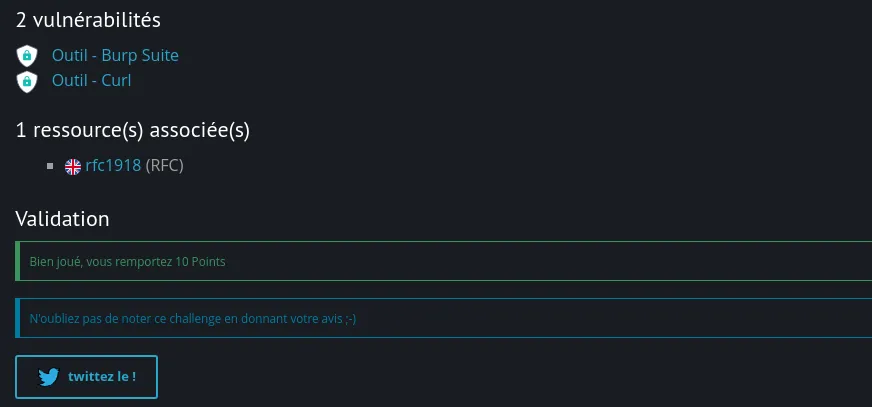 2 vulnérabilités
Outil - Burp Suite
Outil - Curl
1 ressource(s) associée(s)
rfc1918 (RFC)
Validation
Bien joué, vous remportez 10 Points
N'oubliez pas de noter ce challenge en donnant votre avis ;-)
twittez le !